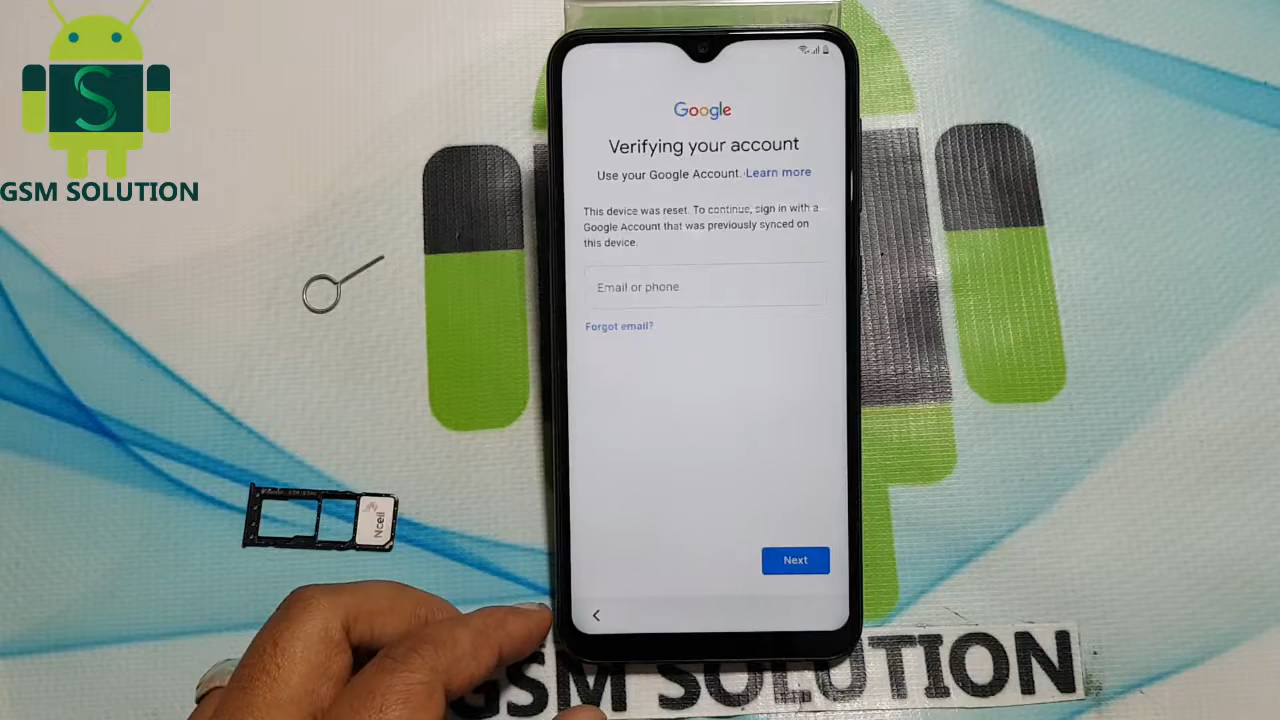 S
GSM SOLUTION
Google
Verifying your account
Use your Google Account. Learn more
This device was reset. To continue, sign in with a
Google Account that was previously synced on
this device.
Email or phone
Forgot email?
Next
Ncell
GSM SOLUTION